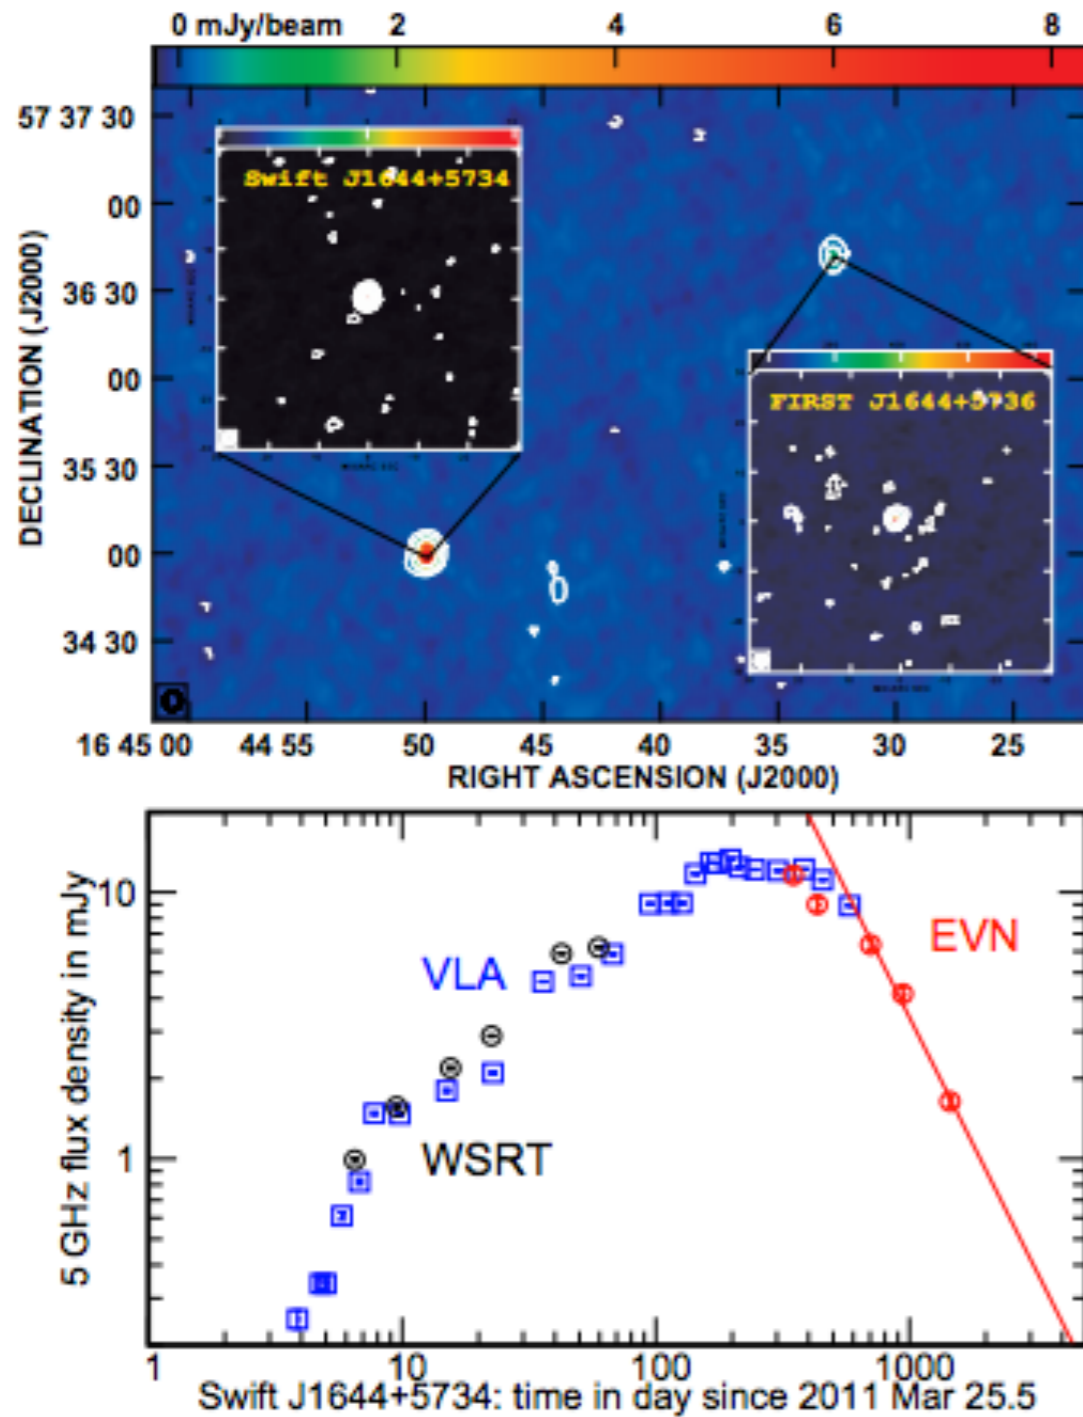 0 mJy/beam 2 4 6 8
57 37 30
Swift J1644+5734
00
36 30
00
FIRST J1644+5736
35 30
00
34 30
DECLINATION (J2000)
16 45 00 44 55 50 45 40 35 30 25
RIGHT ASCENSION (J2000)
10
EVN
VLA
WSRT
1
5 GHz flux density in mJy
1 10 100 1000
Swift J1644+5734: time in day since 2011 Mar 25.5